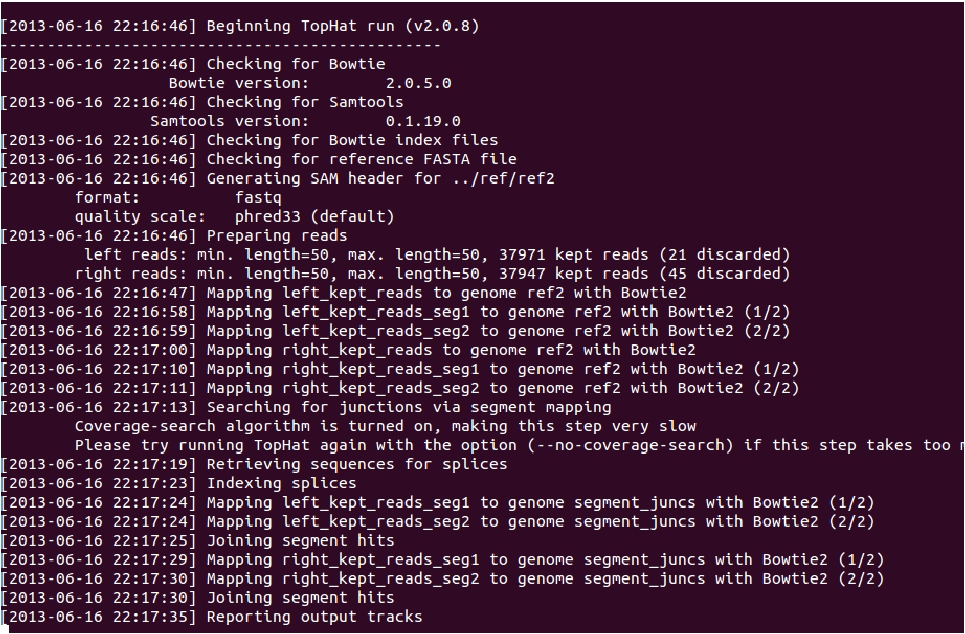 [2013-06-16 22:16:46] Beginning TopHat run (v2.0.8)
-----------------------------------------------
[2013-06-16 22:16:46] Checking for Bowtie
Bowtie version: 2.0.5.0
[2013-06-16 22:16:46] Checking for Samtools
Samtools version: 0.1.19.0
[2013-06-16 22:16:46] Checking for Bowtie index files
[2013-06-16 22:16:46] Checking for reference FASTA file
[2013-06-16 22:16:46] Generating SAM header for ../ref/ref2
format: fastq
quality scale: phred33 (default)
[2013-06-16 22:16:46] Preparing reads
left reads: min. length=50, max. length=50, 37971 kept reads (21 discarded)
right reads: min. length=50, max. length=50, 37947 kept reads (45 discarded)
[2013-06-16 22:16:47] Mapping left_kept_reads to genome ref2 with Bowtie2
[2013-06-16 22:16:58] Mapping left_kept_reads_seg1 to genome ref2 with Bowtie2 (1/2)
[2013-06-16 22:16:59] Mapping left_kept_reads_seg2 to genome ref2 with Bowtie2 (2/2)
[2013-06-16 22:17:00] Mapping right_kept_reads to genome ref2 with Bowtie2
[2013-06-16 22:17:10] Mapping right_kept_reads_seg1 to genome ref2 with Bowtie2 (1/2)
[2013-06-16 22:17:11] Mapping right_kept_reads_seg2 to genome ref2 with Bowtie2 (2/2)
[2013-06-16 22:17:13] Searching for junctions via segment mapping
Coverage-search algorithm is turned on, making this step very slow
Please try running TopHat again with the option (--no-coverage-search) if this step takes too m
[2013-06-16 22:17:19] Retrieving sequences for splices
[2013-06-16 22:17:23] Indexing splices
[2013-06-16 22:17:24] Mapping left_kept_reads_seg1 to genome segment_juncs with Bowtie2 (1/2)
[2013-06-16 22:17:24] Mapping left_kept_reads_seg2 to genome segment_juncs with Bowtie2 (2/2)
[2013-06-16 22:17:25] Joining segment hits
[2013-06-16 22:17:29] Mapping right_kept_reads_seg1 to genome segment_juncs with Bowtie2 (1/2)
[2013-06-16 22:17:30] Mapping right_kept_reads_seg2 to genome segment_juncs with Bowtie2 (2/2)
[2013-06-16 22:17:30] Joining segment hits
[2013-06-16 22:17:35] Reporting output tracks